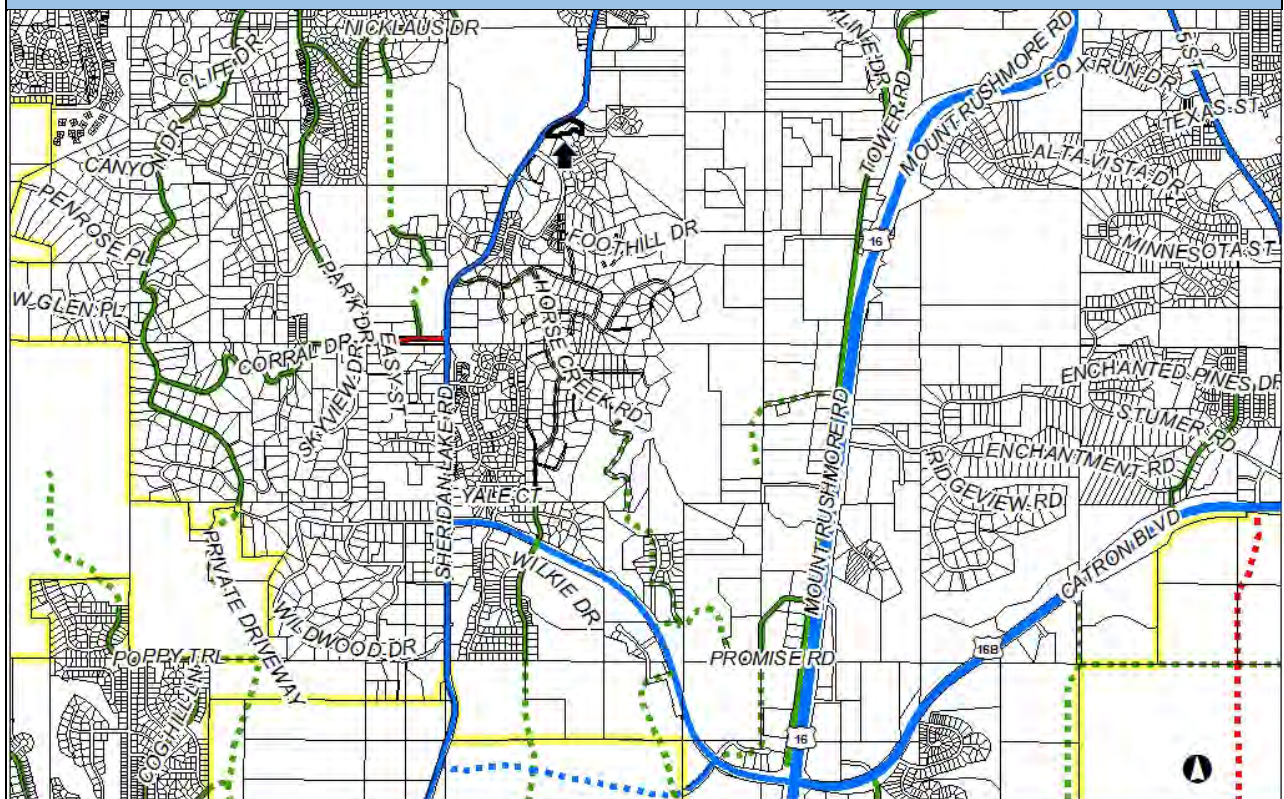 NICKLAUS DR
CLIFF DR
TOWER RD
MOUNT RUSHMORE RD
FOX RUN DR
5 ST
TEXAS ST
CANYON DR
ALTA VISTA DR
PENROSE PL
FOOTHILL DR
16
MINNESOTA ST
W GLEN PL
PARK DR
HORSE CREEK RD
CORRAL DR
EASY ST
SKYVIEW DR
SHERIDAN LAKE RD
ENCHANTED PINES DR
STUMER RD
ENCHANTMENT RD
RIDGEVIEW RD
YALE CT
MOUNT RUSHMORE RD
WILKIE DR
CATRON BLVD
PRIVATE DRIVEWAY
WILDWOOD DR
16B
POPPY TRL
PROMISE RD
COG HILL LN
16